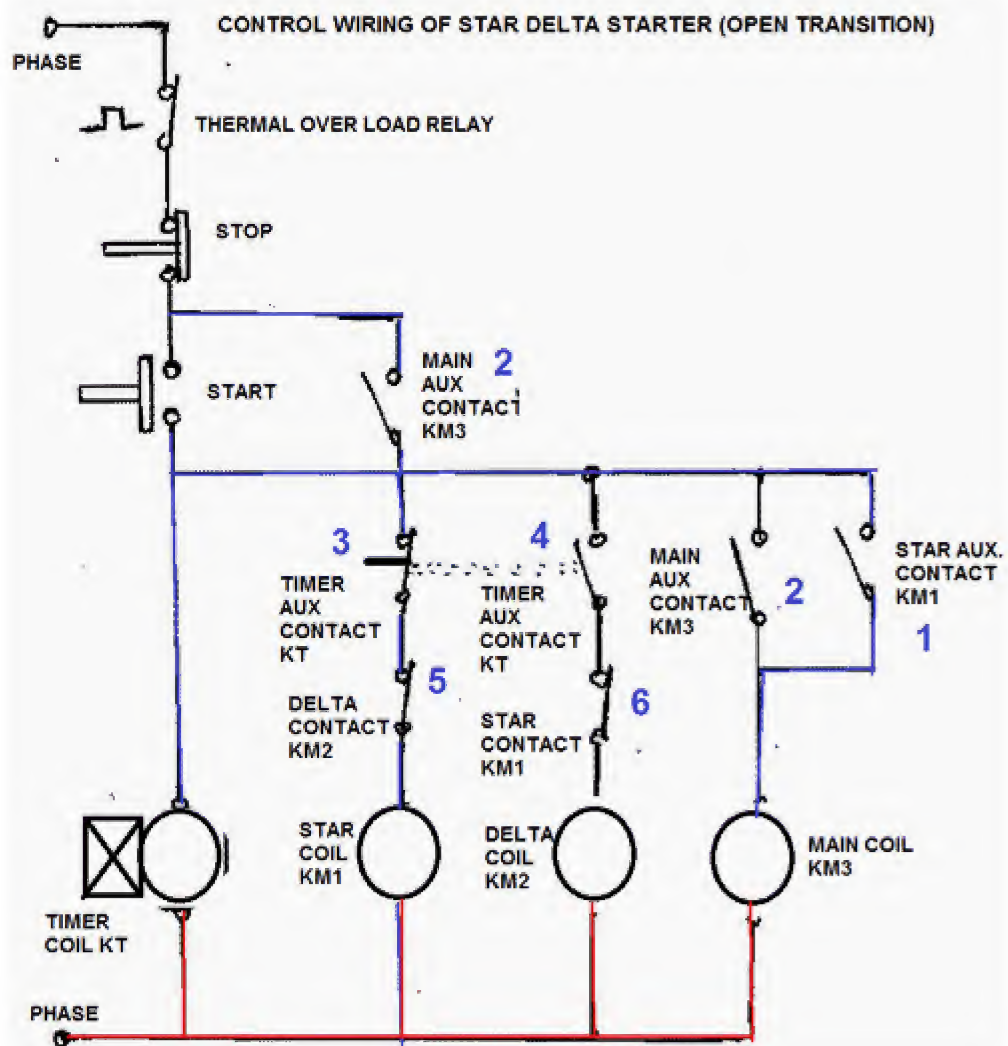 CONTROL WIRING OF STAR DELTA STARTER (OPEN TRANSITION)
PHASE
THERMAL OVER LOAD RELAY
STOP
START
MAIN 2
AUX
CONTACT
KM3
3
TIMER
AUX
CONTACT
KT
4
TIMER
AUX
CONTACT
KT
MAIN
AUX
CONTACT
KM3
2
STAR AUX.
CONTACT
KM1
1
5
DELTA
CONTACT
KM2
6
STAR
CONTACT
KM1
TIMER
COIL KT
STAR
COIL
KM1
DELTA
COIL
KM2
MAIN COIL
KM3
PHASE